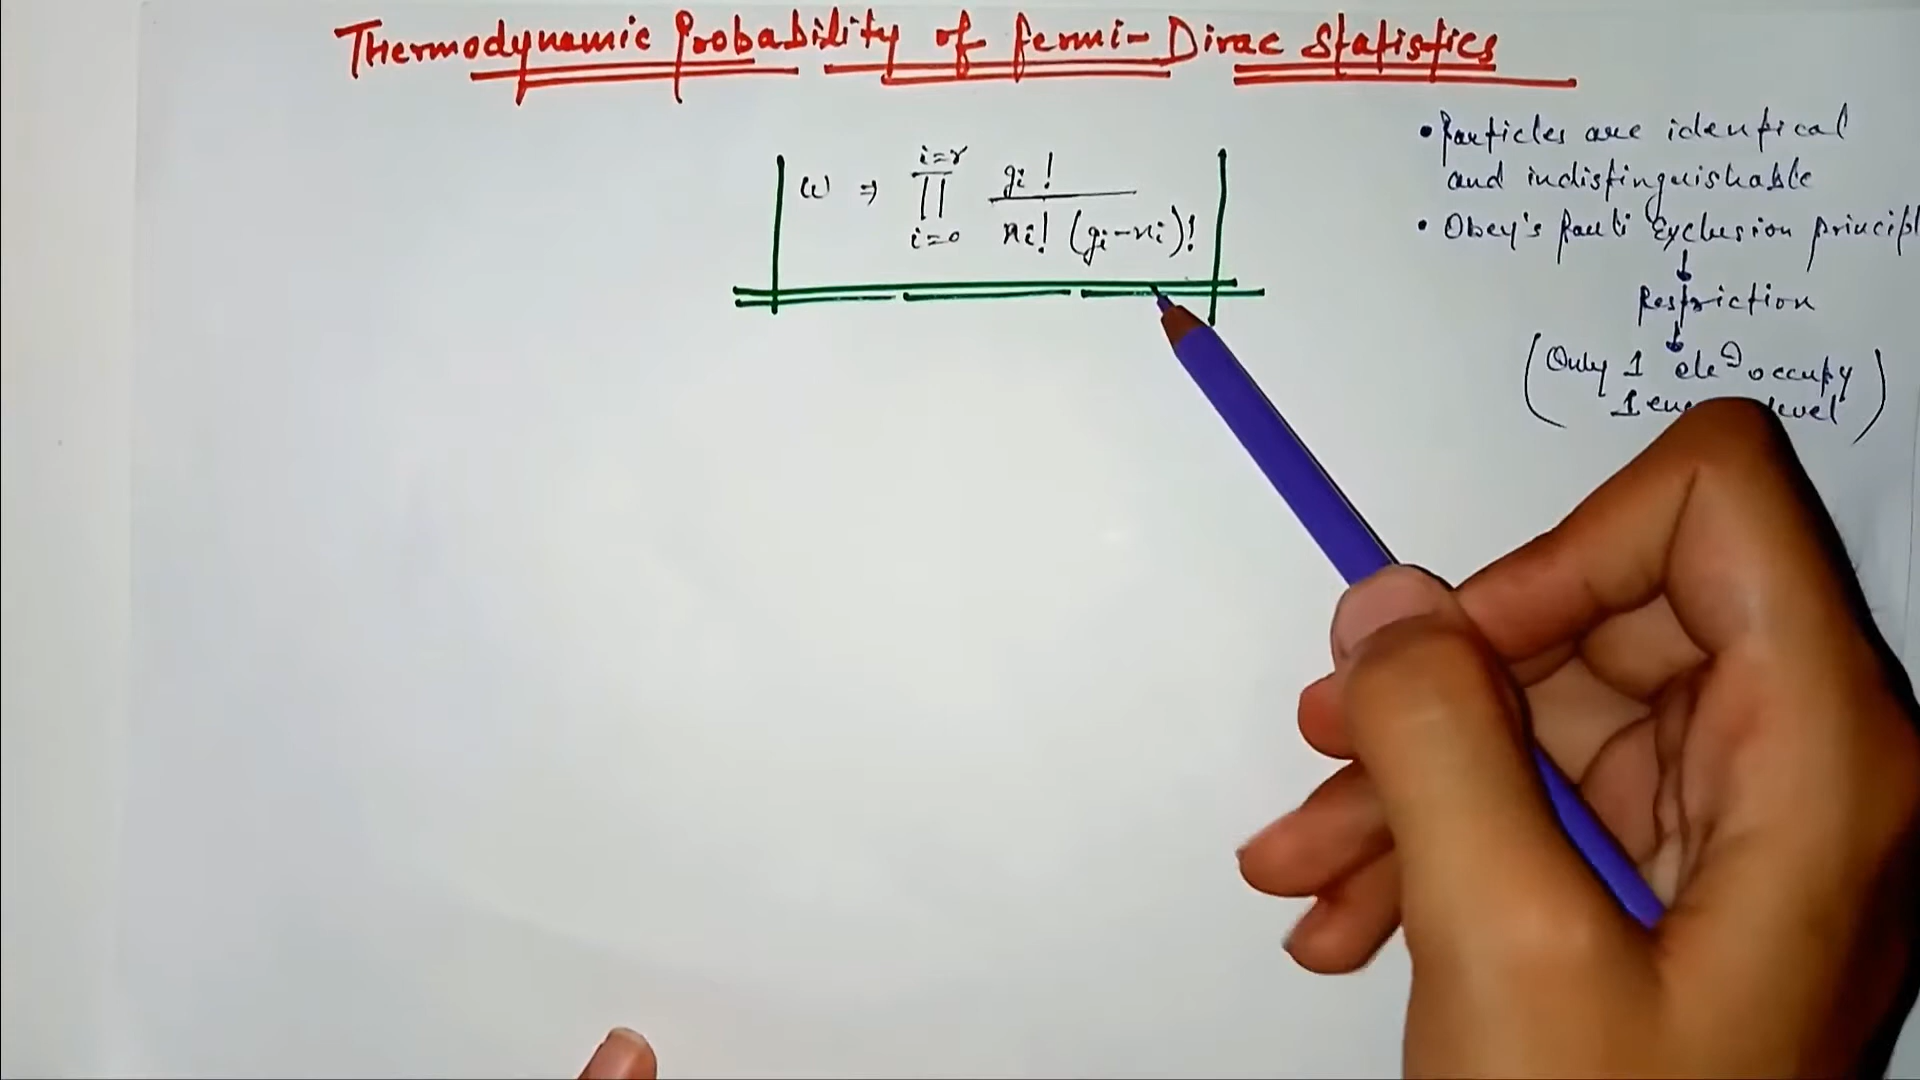 Thermodynamic Probability of fermi-Dirac Statistics
ω ⇒ ∏ i=0 i=r gi! / ni! (gi-ni)!
• Particles are identical
and indistinguishable
• Obey's Pauli Exclusion principl
↓
Restriction
↓
(Only 1 ele⊖ occupy
1 level)